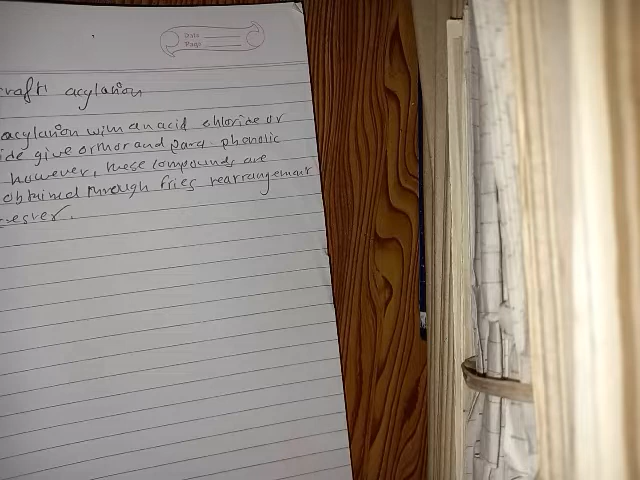 Date
Page
craft acylation
acylation with an acid chloride or
ide give ortho and para phenolic
however, these compounds are
obtained through fries rearrangement
ester.